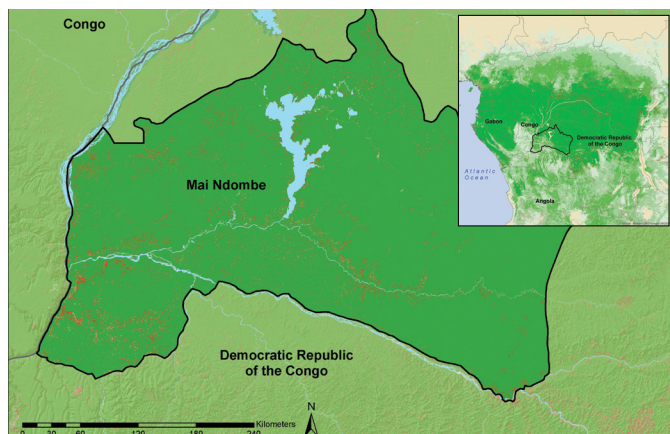 Congo
Mai Ndombe
Democratic Republic
of the Congo
Kilometers
0 30 60 120 180 240
N
Gabon
Congo
Democratic Republic
of the Congo
Atlantic
Ocean
Angola